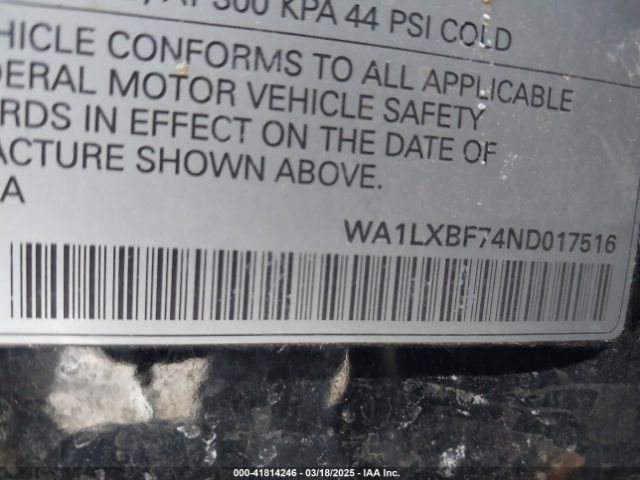 300 KPA 44 PSI COLD
HICLE CONFORMS TO ALL APPLICABLE
DERAL MOTOR VEHICLE SAFETY
RDS IN EFFECT ON THE DATE OF
ACTURE SHOWN ABOVE.
A
WA1LXBF74ND017516
000-41814246 - 03/18/2025 - IAA Inc.